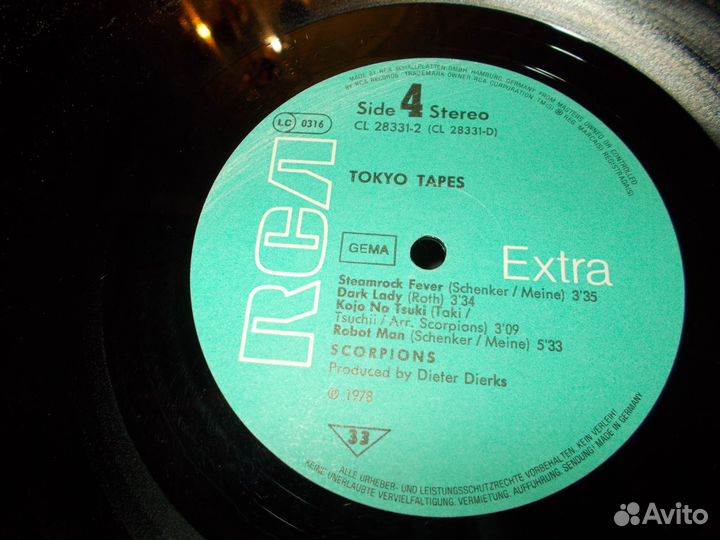 MADE BY RCA SCHALLPLATTEN GMBH, HAMBURG, GERMANY FROM MASTERS OWNED OR CONTROLLED
BY RCA RECORDS · TRADEMARK OWNER RCA CORPORATION, TM(S) ® REG. MARCA(S) REGISTRADA(S)
LC 0316
Side 4 Stereo
CL 28331-2 (CL 28331-D)
TOKYO TAPES
RCA
GEMA
Extra
Steamrock Fever (Schenker / Meine) 3'35
Dark Lady (Roth) 3'34
Kojo No Tsuki (Taki /
Tsuchii / Arr. Scorpions) 3'09
Robot Man (Schenker / Meine) 5'33
SCORPIONS
Produced by Dieter Dierks
℗ 1978
33
ALLE URHEBER- UND LEISTUNGSSCHUTZRECHTE VORBEHALTEN. KEIN VERLEIH!
KEINE UNERLAUBTE VERVIELFÄLTIGUNG, VERMIETUNG, AUFFÜHRUNG, SENDUNG! MADE IN GERMANY
Avito